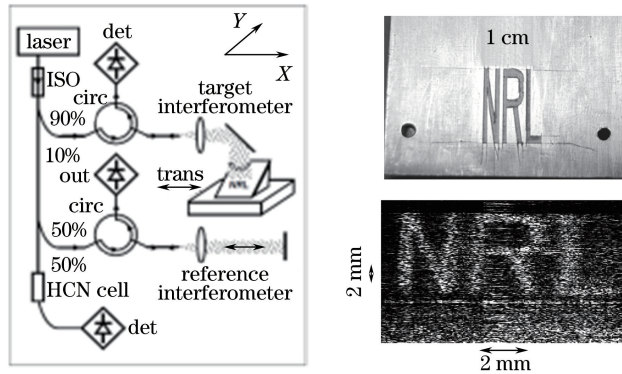 laser
det
Y
X
ISO
circ
target
interferometer
90%
10%
out
trans
NRL
circ
50%
50%
reference
interferometer
HCN cell
det
1 cm
NRL
NRL
2 mm
2 mm